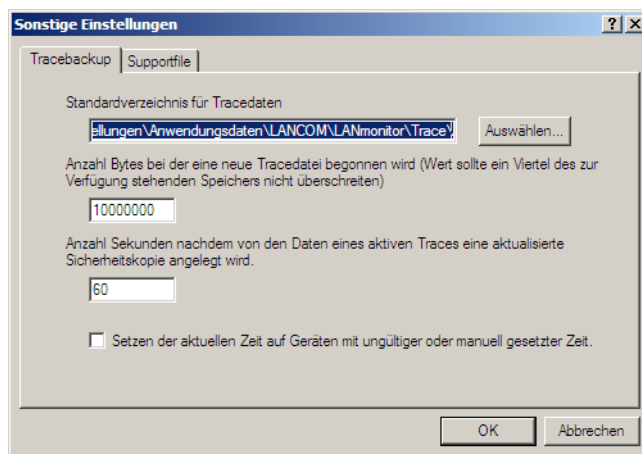 Sonstige Einstellungen
Tracebackup
Supportfile
Standardverzeichnis für Tracedaten
ellungen\Anwendungsdaten\LANCOM\LANmonitor\Trace\
Auswählen...
Anzahl Bytes bei der eine neue Tracedatei begonnen wird (Wert sollte ein Viertel des zur
Verfügung stehenden Speichers nicht überschreiten)
10000000
Anzahl Sekunden nachdem von den Daten eines aktiven Traces eine aktualisierte
Sicherheitskopie angelegt wird.
60
Setzen der aktuellen Zeit auf Geräten mit ungültiger oder manuell gesetzter Zeit.
OK
Abbrechen